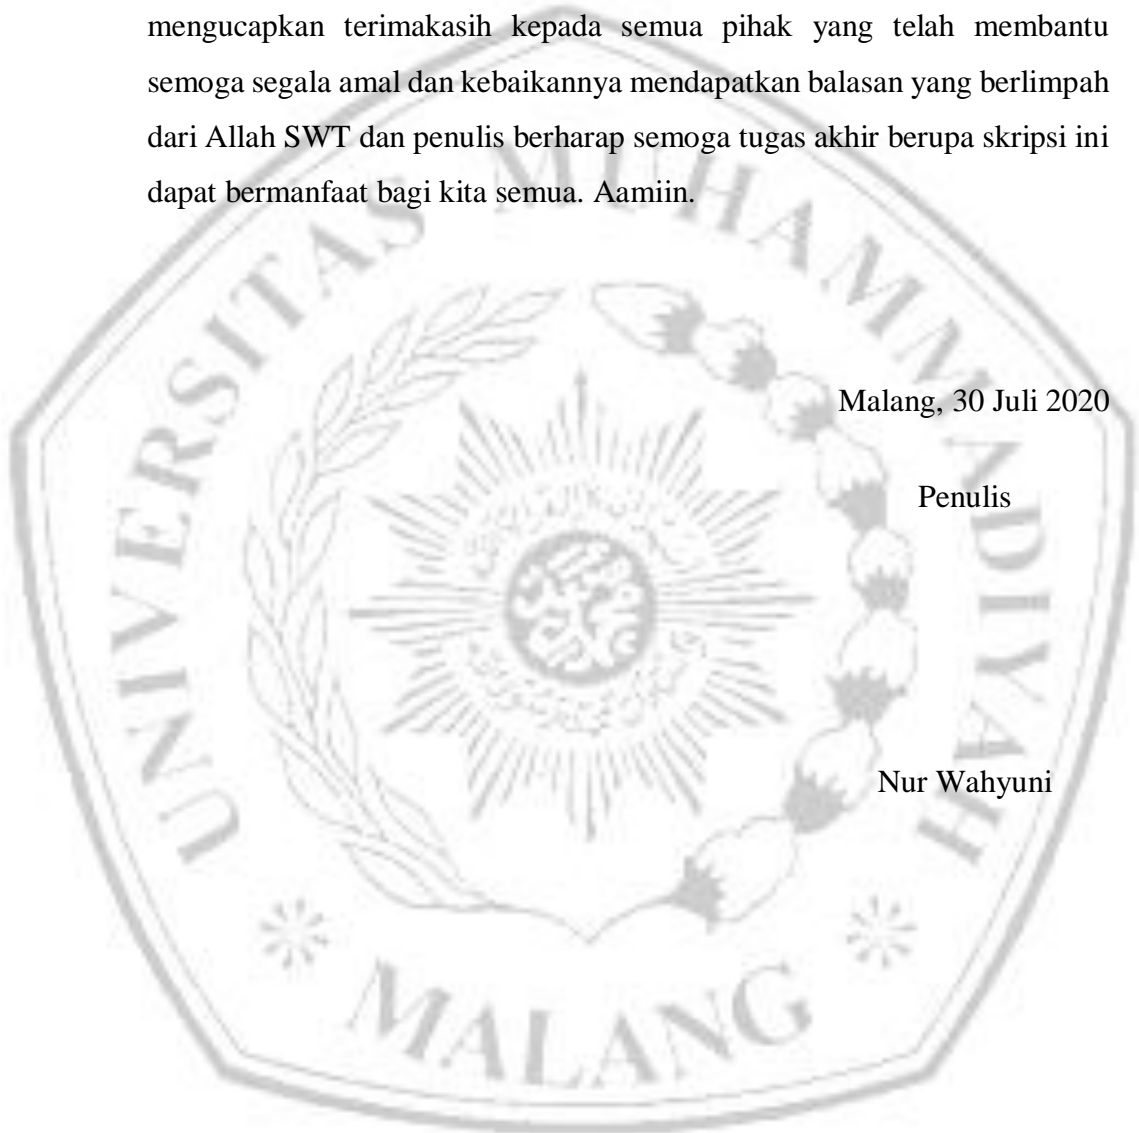 mengucapkan terimakasih kepada semua pihak yang telah membantu
semoga segala amal dan kebaikannya mendapatkan balasan yang berlimpah
dari Allah SWT dan penulis berharap semoga tugas akhir berupa skripsi ini
dapat bermanfaat bagi kita semua. Aamiin.
Malang, 30 Juli 2020
Penulis
Nur Wahyuni
UNIVERSITAS MUHAMMADIYAH
MALANG